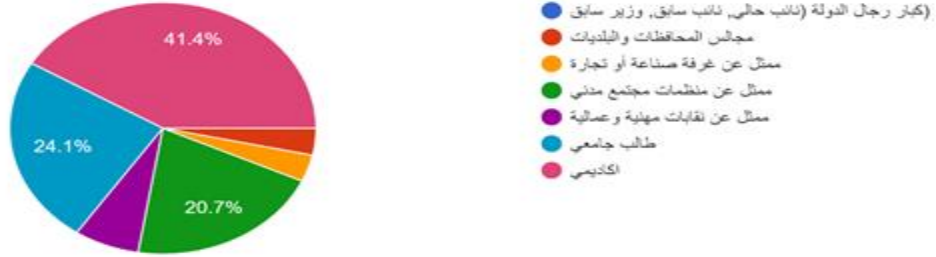 كبار رجال الدولة (نائب حالي, نائب سابق, وزير سابق)
مجالس المحافظات والبلديات
ممثل عن غرفة صناعة أو تجارة
ممثل عن منظمات مجتمع مدني
ممثل عن نقابات مهنية وعمالية
طالب جامعي
اكاديمي
41.4%
24.1%
20.7%